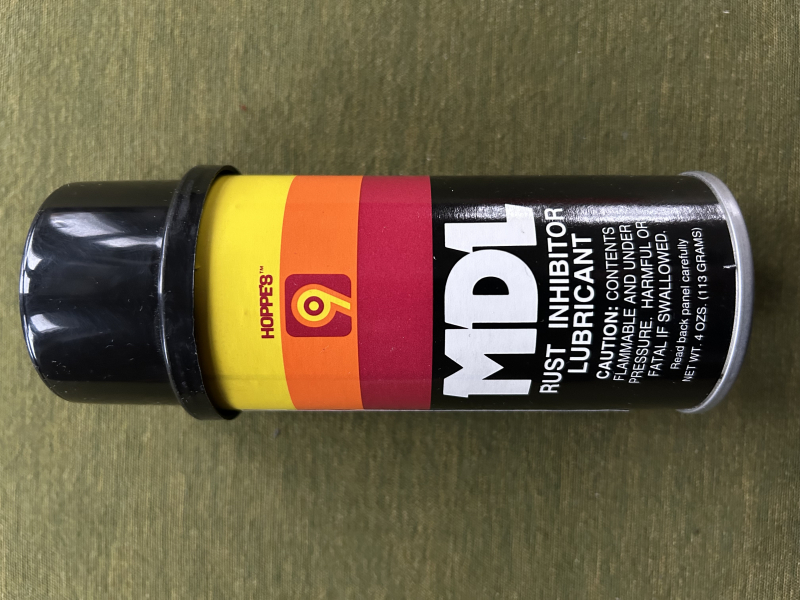 HOPPE'S™
9
MDL
RUST INHIBITOR
LUBRICANT
CAUTION: CONTENTS
FLAMMABLE AND UNDER
PRESSURE. HARMFUL OR
FATAL IF SWALLOWED.
Read back panel carefully
NET WT. 4 OZS. (113 GRAMS)